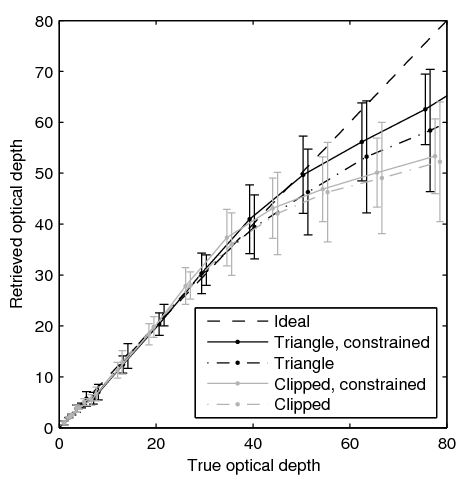 80
70
60
50
40
30
20
10
0
0 20 40 60 80
Retrieved optical depth
True optical depth
Ideal
Triangle, constrained
Triangle
Clipped, constrained
Clipped